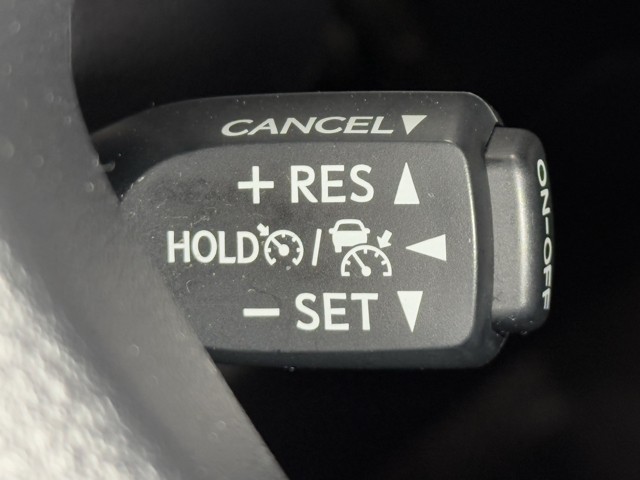 CANCEL▼
+ RES ▲
HOLD / ◀
− SET ▼
ON-OFF